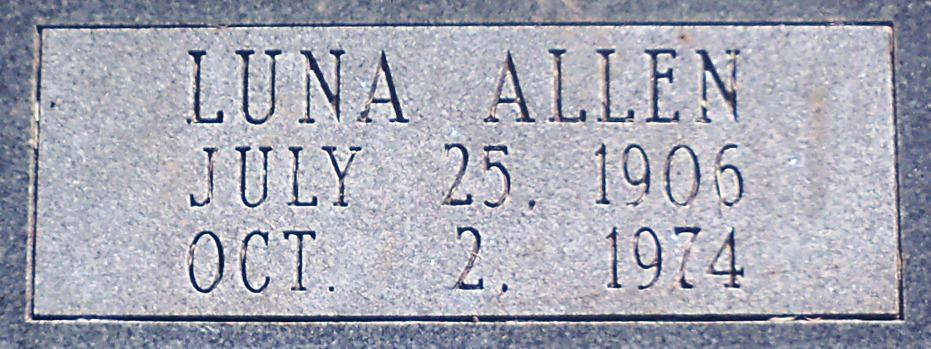 LUNA ALLEN
JULY 25, 1906
OCT. 2, 1974